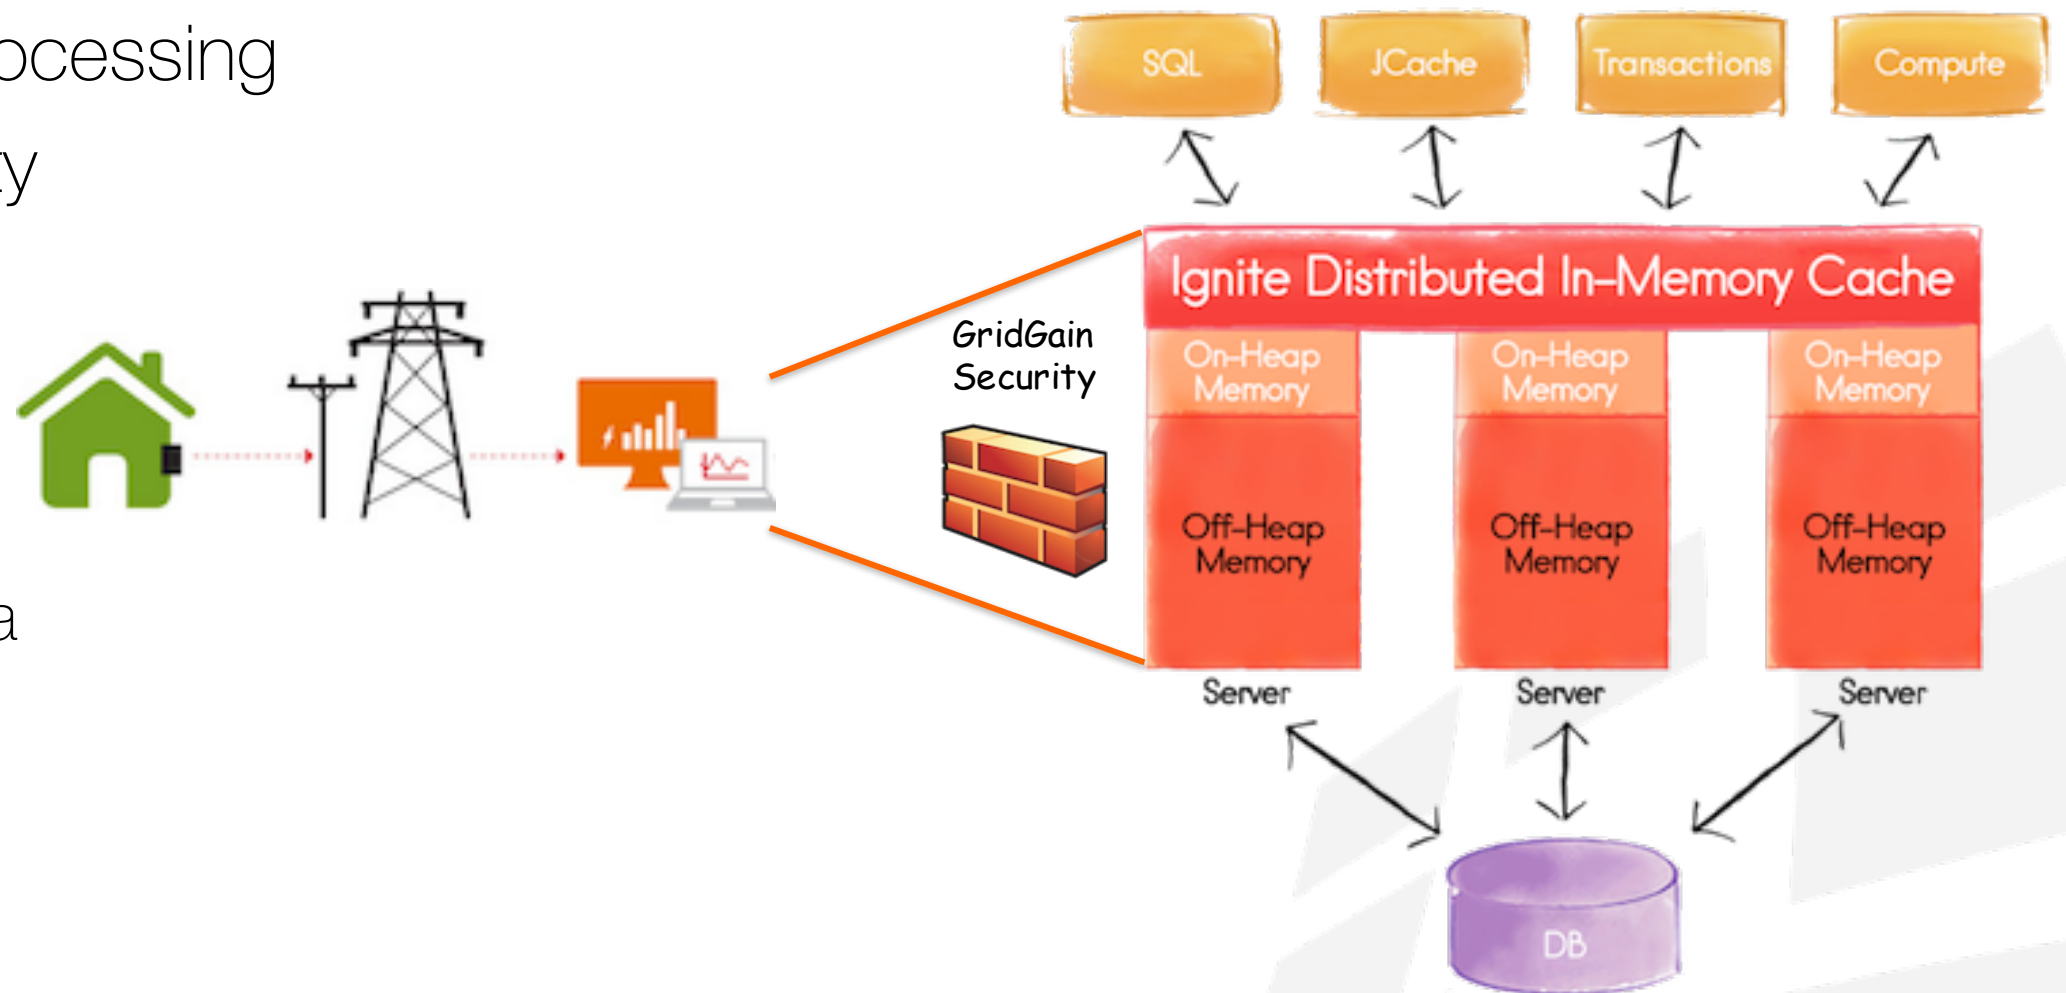 ocessing
ty
a
SQL
JCache
Transactions
Compute
Ignite Distributed In-Memory Cache
GridGain
Security
On-Heap
Memory
On-Heap
Memory
On-Heap
Memory
Off-Heap
Memory
Off-Heap
Memory
Off-Heap
Memory
Server
Server
Server
DB